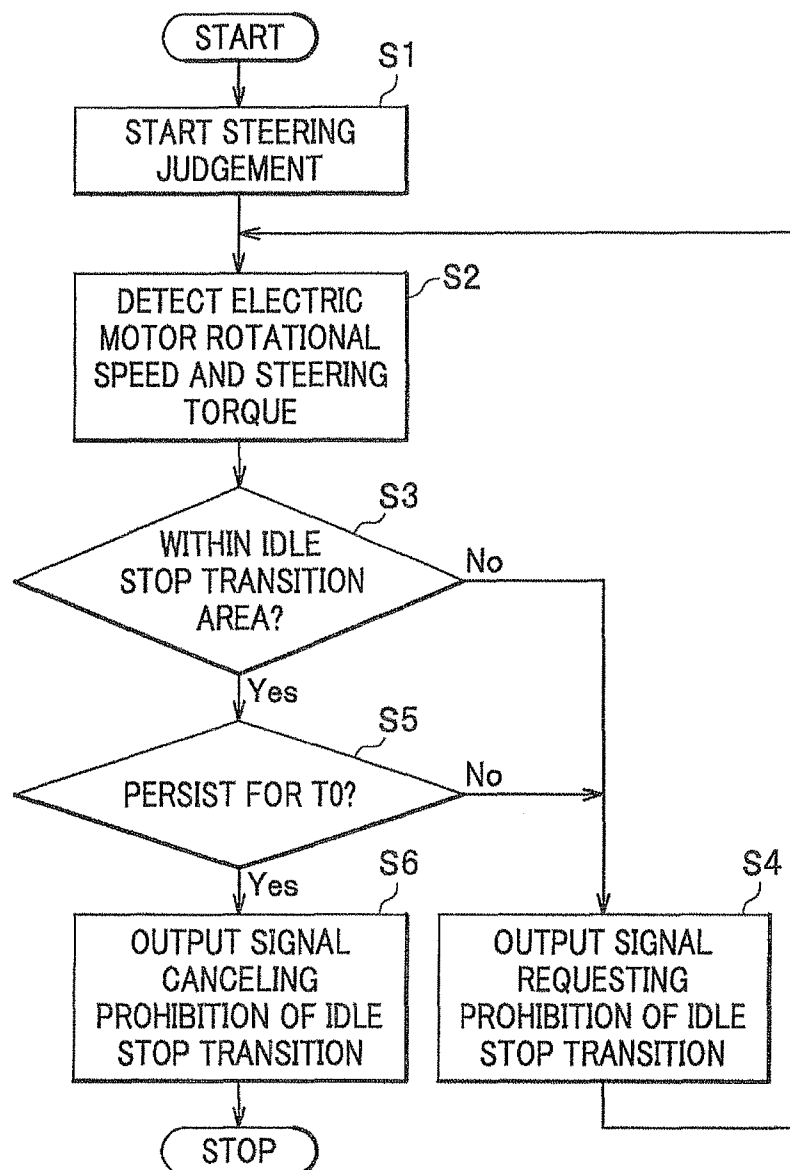 START
S1
START STEERING
JUDGEMENT
S2
DETECT ELECTRIC
MOTOR ROTATIONAL
SPEED AND STEERING
TORQUE
S3
WITHIN IDLE
STOP TRANSITION
AREA?
No
Yes
S5
PERSIST FOR T0?
No
Yes
S6
OUTPUT SIGNAL
CANCELING
PROHIBITION OF IDLE
STOP TRANSITION
S4
OUTPUT SIGNAL
REQUESTING
PROHIBITION OF IDLE
STOP TRANSITION
STOP